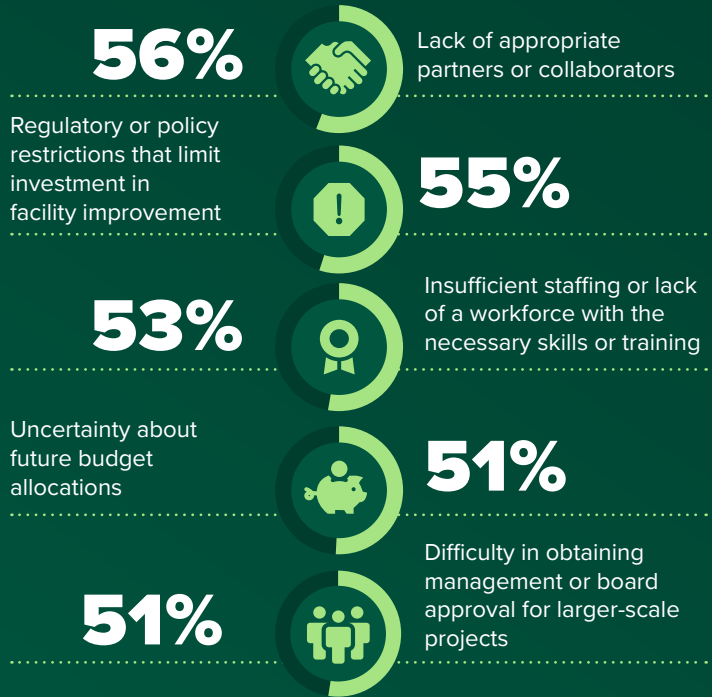 56%
Lack of appropriate
partners or collaborators
Regulatory or policy
restrictions that limit
investment in
facility improvement
55%
53%
Insufficient staffing or lack
of a workforce with the
necessary skills or training
Uncertainty about
future budget
allocations
51%
51%
Difficulty in obtaining
management or board
approval for larger-scale
projects